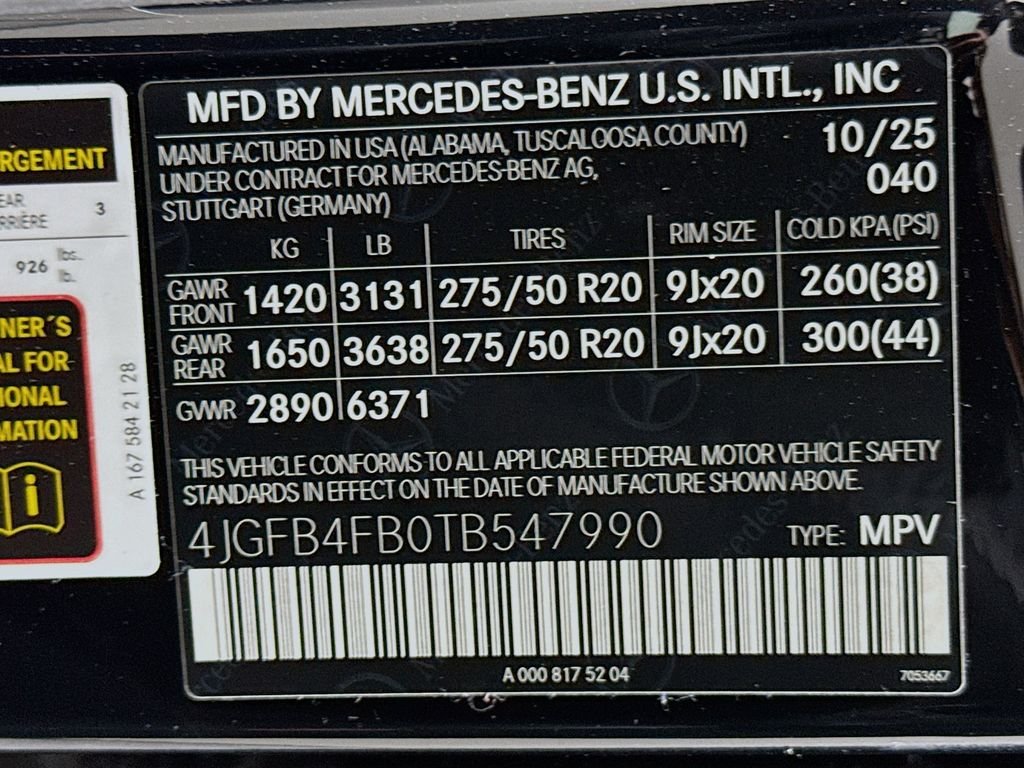 RGEMENT
EAR
RRIÈRE 3
926 lbs.
lb.
NER´S
AL FOR
IONAL
MATION
A 167 584 21 28
MFD BY MERCEDES-BENZ U.S. INTL., INC
MANUFACTURED IN USA (ALABAMA, TUSCALOOSA COUNTY) 10/25
UNDER CONTRACT FOR MERCEDES-BENZ AG, 040
STUTTGART (GERMANY)
KG LB TIRES RIM SIZE COLD KPA (PSI)
GAWR FRONT 1420 3131 275/50 R20 9Jx20 260(38)
GAWR REAR 1650 3638 275/50 R20 9Jx20 300(44)
GVWR 2890 6371
THIS VEHICLE CONFORMS TO ALL APPLICABLE FEDERAL MOTOR VEHICLE SAFETY
STANDARDS IN EFFECT ON THE DATE OF MANUFACTURE SHOWN ABOVE.
4JGFB4FB0TB547990 TYPE: MPV
A 000 817 52 04 7053667